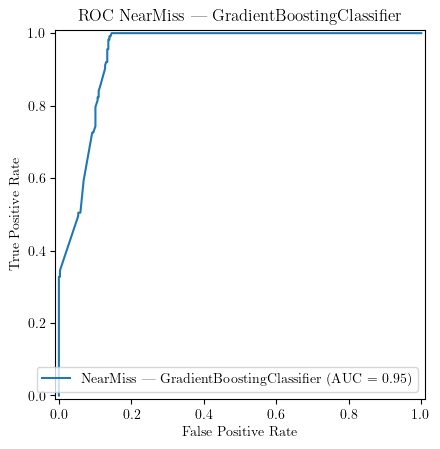 ROC NearMiss — GradientBoostingClassifier
1.0
0.8
0.6
0.4
0.2
0.0
True Positive Rate
NearMiss — GradientBoostingClassifier (AUC = 0.95)
0.0 0.2 0.4 0.6 0.8 1.0
False Positive Rate